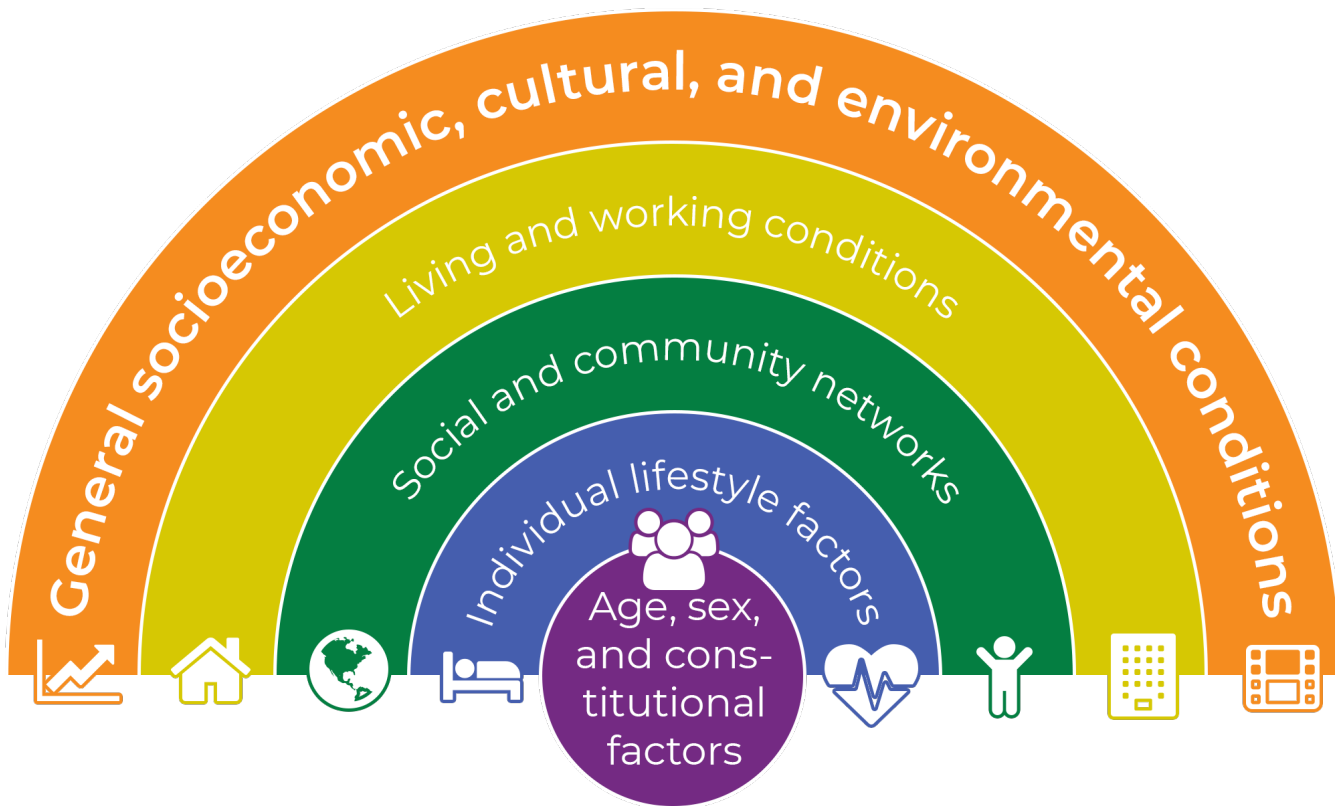 General socioeconomic, cultural, and environmental conditions
Living and working conditions
Social and community networks
Individual lifestyle factors
Age, sex,
and cons-
titutional
factors